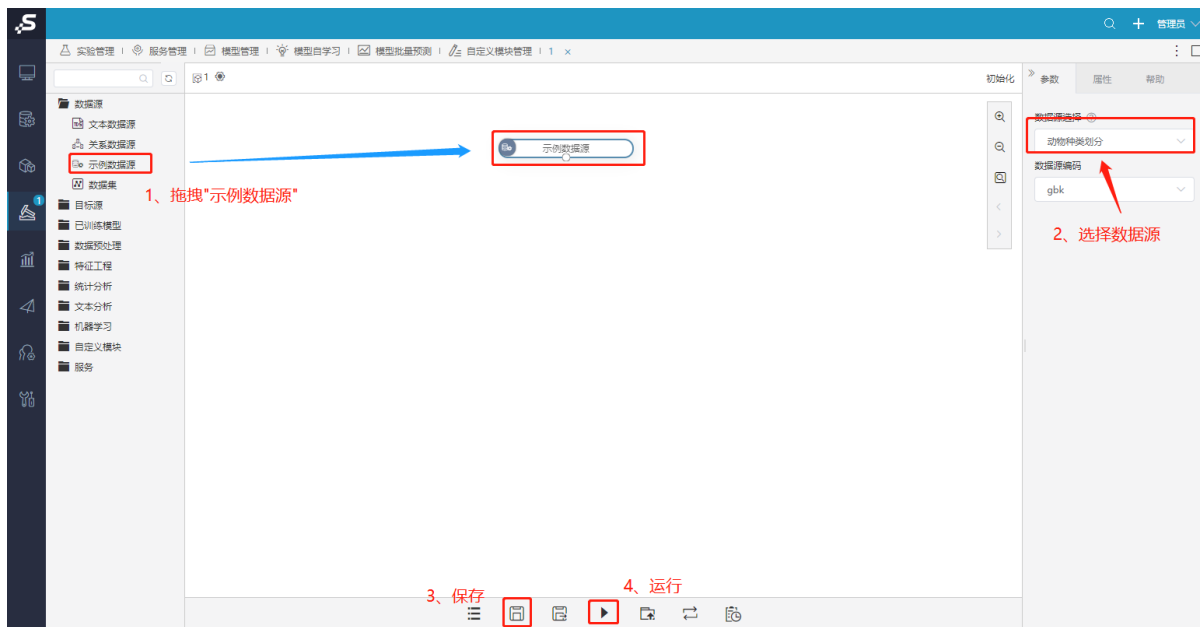 管理员
实验管理 服务管理 模型管理 模型自学习 模型批量预测 自定义模块管理 1 ×
1 初始化
参数 属性 帮助
数据源
文本数据源
关系数据源
示例数据源
数据集
目标源
已训练模型
数据预处理
特征工程
统计分析
文本分析
机器学习
自定义模块
服务
1
1、拖拽"示例数据源"
示例数据源
数据源选择
动物种类划分
数据源编码
gbk
2、选择数据源
3、保存
4、运行